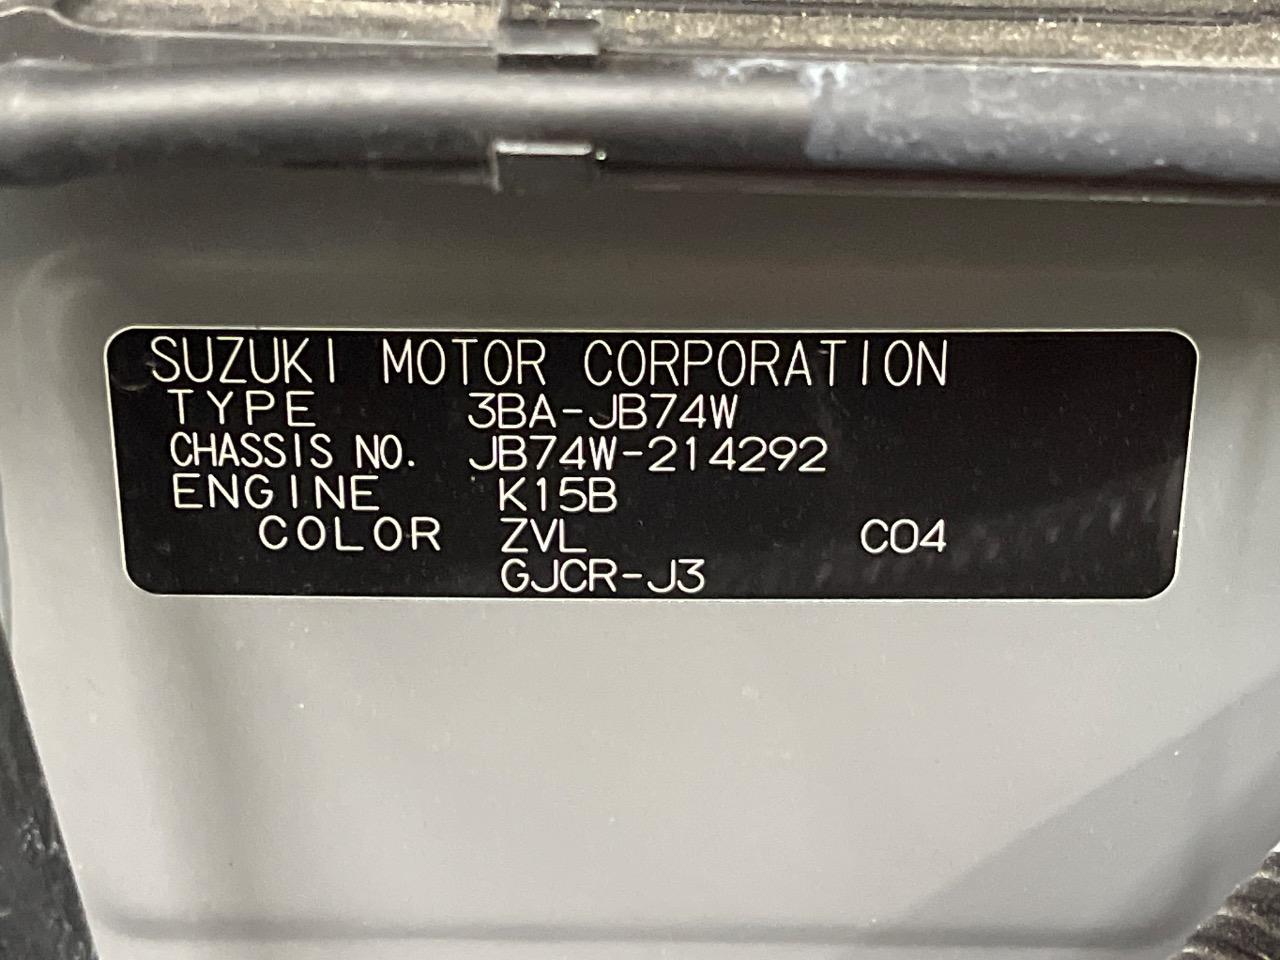 SUZUKI MOTOR CORPORATION
TYPE 3BA-JB74W
CHASSIS NO. JB74W-214292
ENGINE K15B
COLOR ZVL C04
GJCR-J3